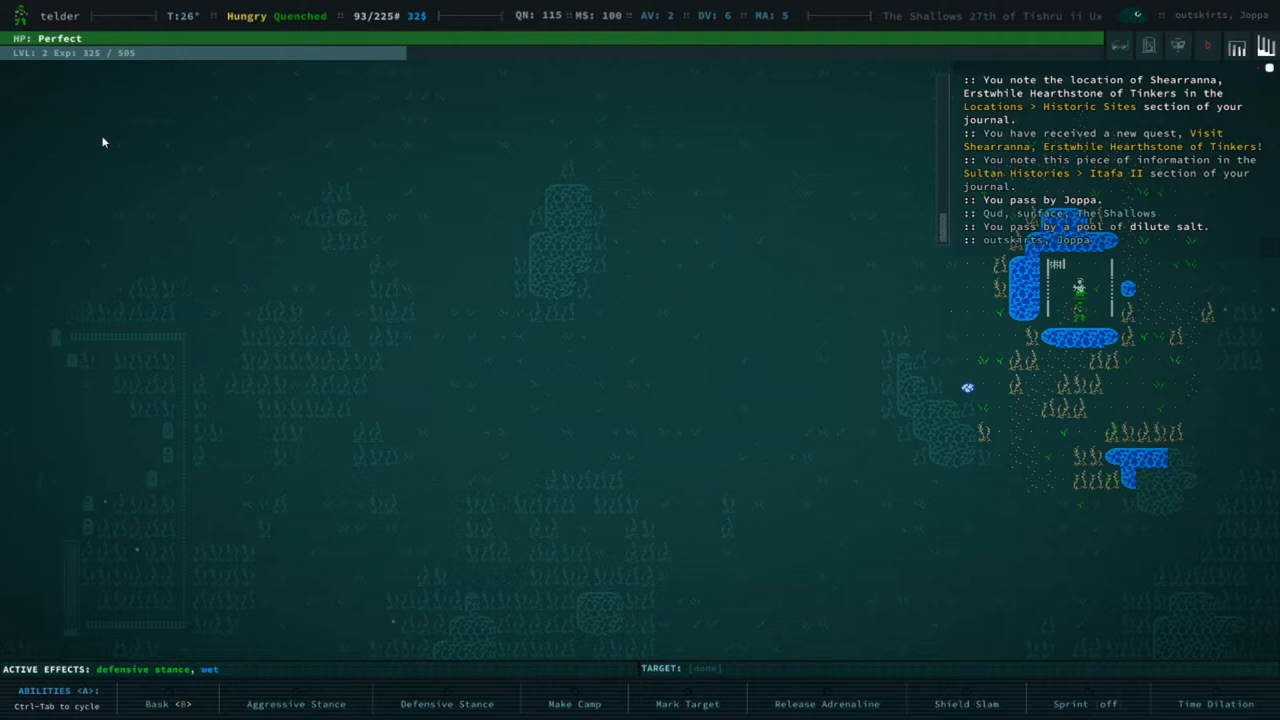 telder T:26° Hungry Quenched 93/225# 32$ QN: 115 MS: 100 AV: 2 DV: 6 MA: 5 The Shallows 27th of Tishru ii Ux outskirts, Joppa
HP: Perfect
LVL: 2 Exp: 325 / 505
:: You note the location of Shearranna,
Erstwhile Hearthstone of Tinkers in the
Locations > Historic Sites section of your
journal.
:: You have received a new quest, Visit
Shearranna, Erstwhile Hearthstone of Tinkers!
:: You note this piece of information in the
Sultan Histories > Itafa II section of your
journal.
:: You pass by Joppa.
:: Qud, surface, The Shallows
:: You pass by a pool of dilute salt.
:: outskirts, Joppa
ACTIVE EFFECTS: defensive stance, wet
TARGET: [none]
ABILITIES <A>:
Ctrl-Tab to cycle
Bask <B>
Aggressive Stance
Defensive Stance
Make Camp
Mark Target
Release Adrenaline
Shield Slam
Sprint off
Time Dilation